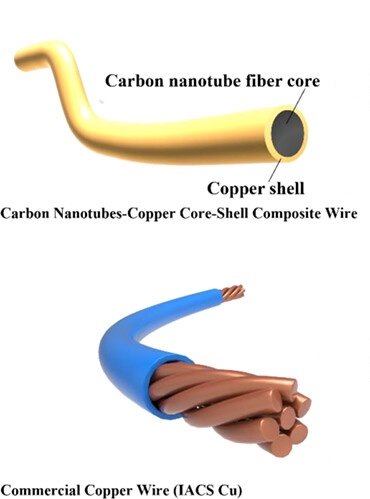 Carbon nanotube fiber core
Copper shell
Carbon Nanotubes-Copper Core-Shell Composite Wire
Commercial Copper Wire (IACS Cu)